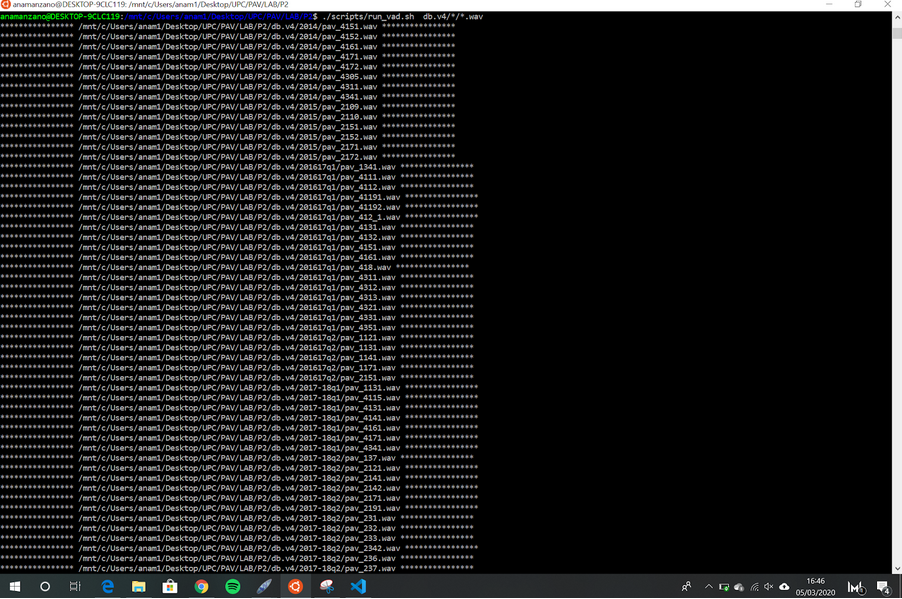 anamanzano@DESKTOP-9CLC119: /mnt/c/Users/anam1/Desktop/UPC/PAV/LAB/P2
anamanzano@DESKTOP-9CLC119:/mnt/c/Users/anam1/Desktop/UPC/PAV/LAB/P2$ ./scripts/run_vad.sh db.v4/*/*.wav
**************** /mnt/c/Users/anam1/Desktop/UPC/PAV/LAB/P2/db.v4/2014/pav_4151.wav ****************
**************** /mnt/c/Users/anam1/Desktop/UPC/PAV/LAB/P2/db.v4/2014/pav_4152.wav ****************
**************** /mnt/c/Users/anam1/Desktop/UPC/PAV/LAB/P2/db.v4/2014/pav_4161.wav ****************
**************** /mnt/c/Users/anam1/Desktop/UPC/PAV/LAB/P2/db.v4/2014/pav_4171.wav ****************
**************** /mnt/c/Users/anam1/Desktop/UPC/PAV/LAB/P2/db.v4/2014/pav_4172.wav ****************
**************** /mnt/c/Users/anam1/Desktop/UPC/PAV/LAB/P2/db.v4/2014/pav_4305.wav ****************
**************** /mnt/c/Users/anam1/Desktop/UPC/PAV/LAB/P2/db.v4/2014/pav_4311.wav ****************
**************** /mnt/c/Users/anam1/Desktop/UPC/PAV/LAB/P2/db.v4/2014/pav_4341.wav ****************
**************** /mnt/c/Users/anam1/Desktop/UPC/PAV/LAB/P2/db.v4/2015/pav_2109.wav ****************
**************** /mnt/c/Users/anam1/Desktop/UPC/PAV/LAB/P2/db.v4/2015/pav_2110.wav ****************
**************** /mnt/c/Users/anam1/Desktop/UPC/PAV/LAB/P2/db.v4/2015/pav_2151.wav ****************
**************** /mnt/c/Users/anam1/Desktop/UPC/PAV/LAB/P2/db.v4/2015/pav_2152.wav ****************
**************** /mnt/c/Users/anam1/Desktop/UPC/PAV/LAB/P2/db.v4/2015/pav_2171.wav ****************
**************** /mnt/c/Users/anam1/Desktop/UPC/PAV/LAB/P2/db.v4/2015/pav_2172.wav ****************
**************** /mnt/c/Users/anam1/Desktop/UPC/PAV/LAB/P2/db.v4/201617q1/pav_1341.wav ****************
**************** /mnt/c/Users/anam1/Desktop/UPC/PAV/LAB/P2/db.v4/201617q1/pav_4111.wav ****************
**************** /mnt/c/Users/anam1/Desktop/UPC/PAV/LAB/P2/db.v4/201617q1/pav_4112.wav ****************
**************** /mnt/c/Users/anam1/Desktop/UPC/PAV/LAB/P2/db.v4/201617q1/pav_41191.wav ****************
**************** /mnt/c/Users/anam1/Desktop/UPC/PAV/LAB/P2/db.v4/201617q1/pav_41192.wav ****************
**************** /mnt/c/Users/anam1/Desktop/UPC/PAV/LAB/P2/db.v4/201617q1/pav_412_1.wav ****************
**************** /mnt/c/Users/anam1/Desktop/UPC/PAV/LAB/P2/db.v4/201617q1/pav_4131.wav ****************
**************** /mnt/c/Users/anam1/Desktop/UPC/PAV/LAB/P2/db.v4/201617q1/pav_4132.wav ****************
**************** /mnt/c/Users/anam1/Desktop/UPC/PAV/LAB/P2/db.v4/201617q1/pav_4151.wav ****************
**************** /mnt/c/Users/anam1/Desktop/UPC/PAV/LAB/P2/db.v4/201617q1/pav_4161.wav ****************
**************** /mnt/c/Users/anam1/Desktop/UPC/PAV/LAB/P2/db.v4/201617q1/pav_418.wav ****************
**************** /mnt/c/Users/anam1/Desktop/UPC/PAV/LAB/P2/db.v4/201617q1/pav_4311.wav ****************
**************** /mnt/c/Users/anam1/Desktop/UPC/PAV/LAB/P2/db.v4/201617q1/pav_4312.wav ****************
**************** /mnt/c/Users/anam1/Desktop/UPC/PAV/LAB/P2/db.v4/201617q1/pav_4313.wav ****************
**************** /mnt/c/Users/anam1/Desktop/UPC/PAV/LAB/P2/db.v4/201617q1/pav_4321.wav ****************
**************** /mnt/c/Users/anam1/Desktop/UPC/PAV/LAB/P2/db.v4/201617q1/pav_4331.wav ****************
**************** /mnt/c/Users/anam1/Desktop/UPC/PAV/LAB/P2/db.v4/201617q1/pav_4351.wav ****************
**************** /mnt/c/Users/anam1/Desktop/UPC/PAV/LAB/P2/db.v4/201617q2/pav_1121.wav ****************
**************** /mnt/c/Users/anam1/Desktop/UPC/PAV/LAB/P2/db.v4/201617q2/pav_1131.wav ****************
**************** /mnt/c/Users/anam1/Desktop/UPC/PAV/LAB/P2/db.v4/201617q2/pav_1141.wav ****************
**************** /mnt/c/Users/anam1/Desktop/UPC/PAV/LAB/P2/db.v4/201617q2/pav_1171.wav ****************
**************** /mnt/c/Users/anam1/Desktop/UPC/PAV/LAB/P2/db.v4/201617q2/pav_2151.wav ****************
**************** /mnt/c/Users/anam1/Desktop/UPC/PAV/LAB/P2/db.v4/2017-18q1/pav_1131.wav ****************
**************** /mnt/c/Users/anam1/Desktop/UPC/PAV/LAB/P2/db.v4/2017-18q1/pav_4115.wav ****************
**************** /mnt/c/Users/anam1/Desktop/UPC/PAV/LAB/P2/db.v4/2017-18q1/pav_4131.wav ****************
**************** /mnt/c/Users/anam1/Desktop/UPC/PAV/LAB/P2/db.v4/2017-18q1/pav_4141.wav ****************
**************** /mnt/c/Users/anam1/Desktop/UPC/PAV/LAB/P2/db.v4/2017-18q1/pav_4161.wav ****************
**************** /mnt/c/Users/anam1/Desktop/UPC/PAV/LAB/P2/db.v4/2017-18q1/pav_4171.wav ****************
**************** /mnt/c/Users/anam1/Desktop/UPC/PAV/LAB/P2/db.v4/2017-18q1/pav_4341.wav ****************
**************** /mnt/c/Users/anam1/Desktop/UPC/PAV/LAB/P2/db.v4/2017-18q2/pav_137.wav ****************
**************** /mnt/c/Users/anam1/Desktop/UPC/PAV/LAB/P2/db.v4/2017-18q2/pav_2121.wav ****************
**************** /mnt/c/Users/anam1/Desktop/UPC/PAV/LAB/P2/db.v4/2017-18q2/pav_2141.wav ****************
**************** /mnt/c/Users/anam1/Desktop/UPC/PAV/LAB/P2/db.v4/2017-18q2/pav_2142.wav ****************
**************** /mnt/c/Users/anam1/Desktop/UPC/PAV/LAB/P2/db.v4/2017-18q2/pav_2171.wav ****************
**************** /mnt/c/Users/anam1/Desktop/UPC/PAV/LAB/P2/db.v4/2017-18q2/pav_2191.wav ****************
**************** /mnt/c/Users/anam1/Desktop/UPC/PAV/LAB/P2/db.v4/2017-18q2/pav_231.wav ****************
**************** /mnt/c/Users/anam1/Desktop/UPC/PAV/LAB/P2/db.v4/2017-18q2/pav_232.wav ****************
**************** /mnt/c/Users/anam1/Desktop/UPC/PAV/LAB/P2/db.v4/2017-18q2/pav_233.wav ****************
**************** /mnt/c/Users/anam1/Desktop/UPC/PAV/LAB/P2/db.v4/2017-18q2/pav_2342.wav ****************
**************** /mnt/c/Users/anam1/Desktop/UPC/PAV/LAB/P2/db.v4/2017-18q2/pav_236.wav ****************
**************** /mnt/c/Users/anam1/Desktop/UPC/PAV/LAB/P2/db.v4/2017-18q2/pav_237.wav ****************
16:46
05/03/2020
4